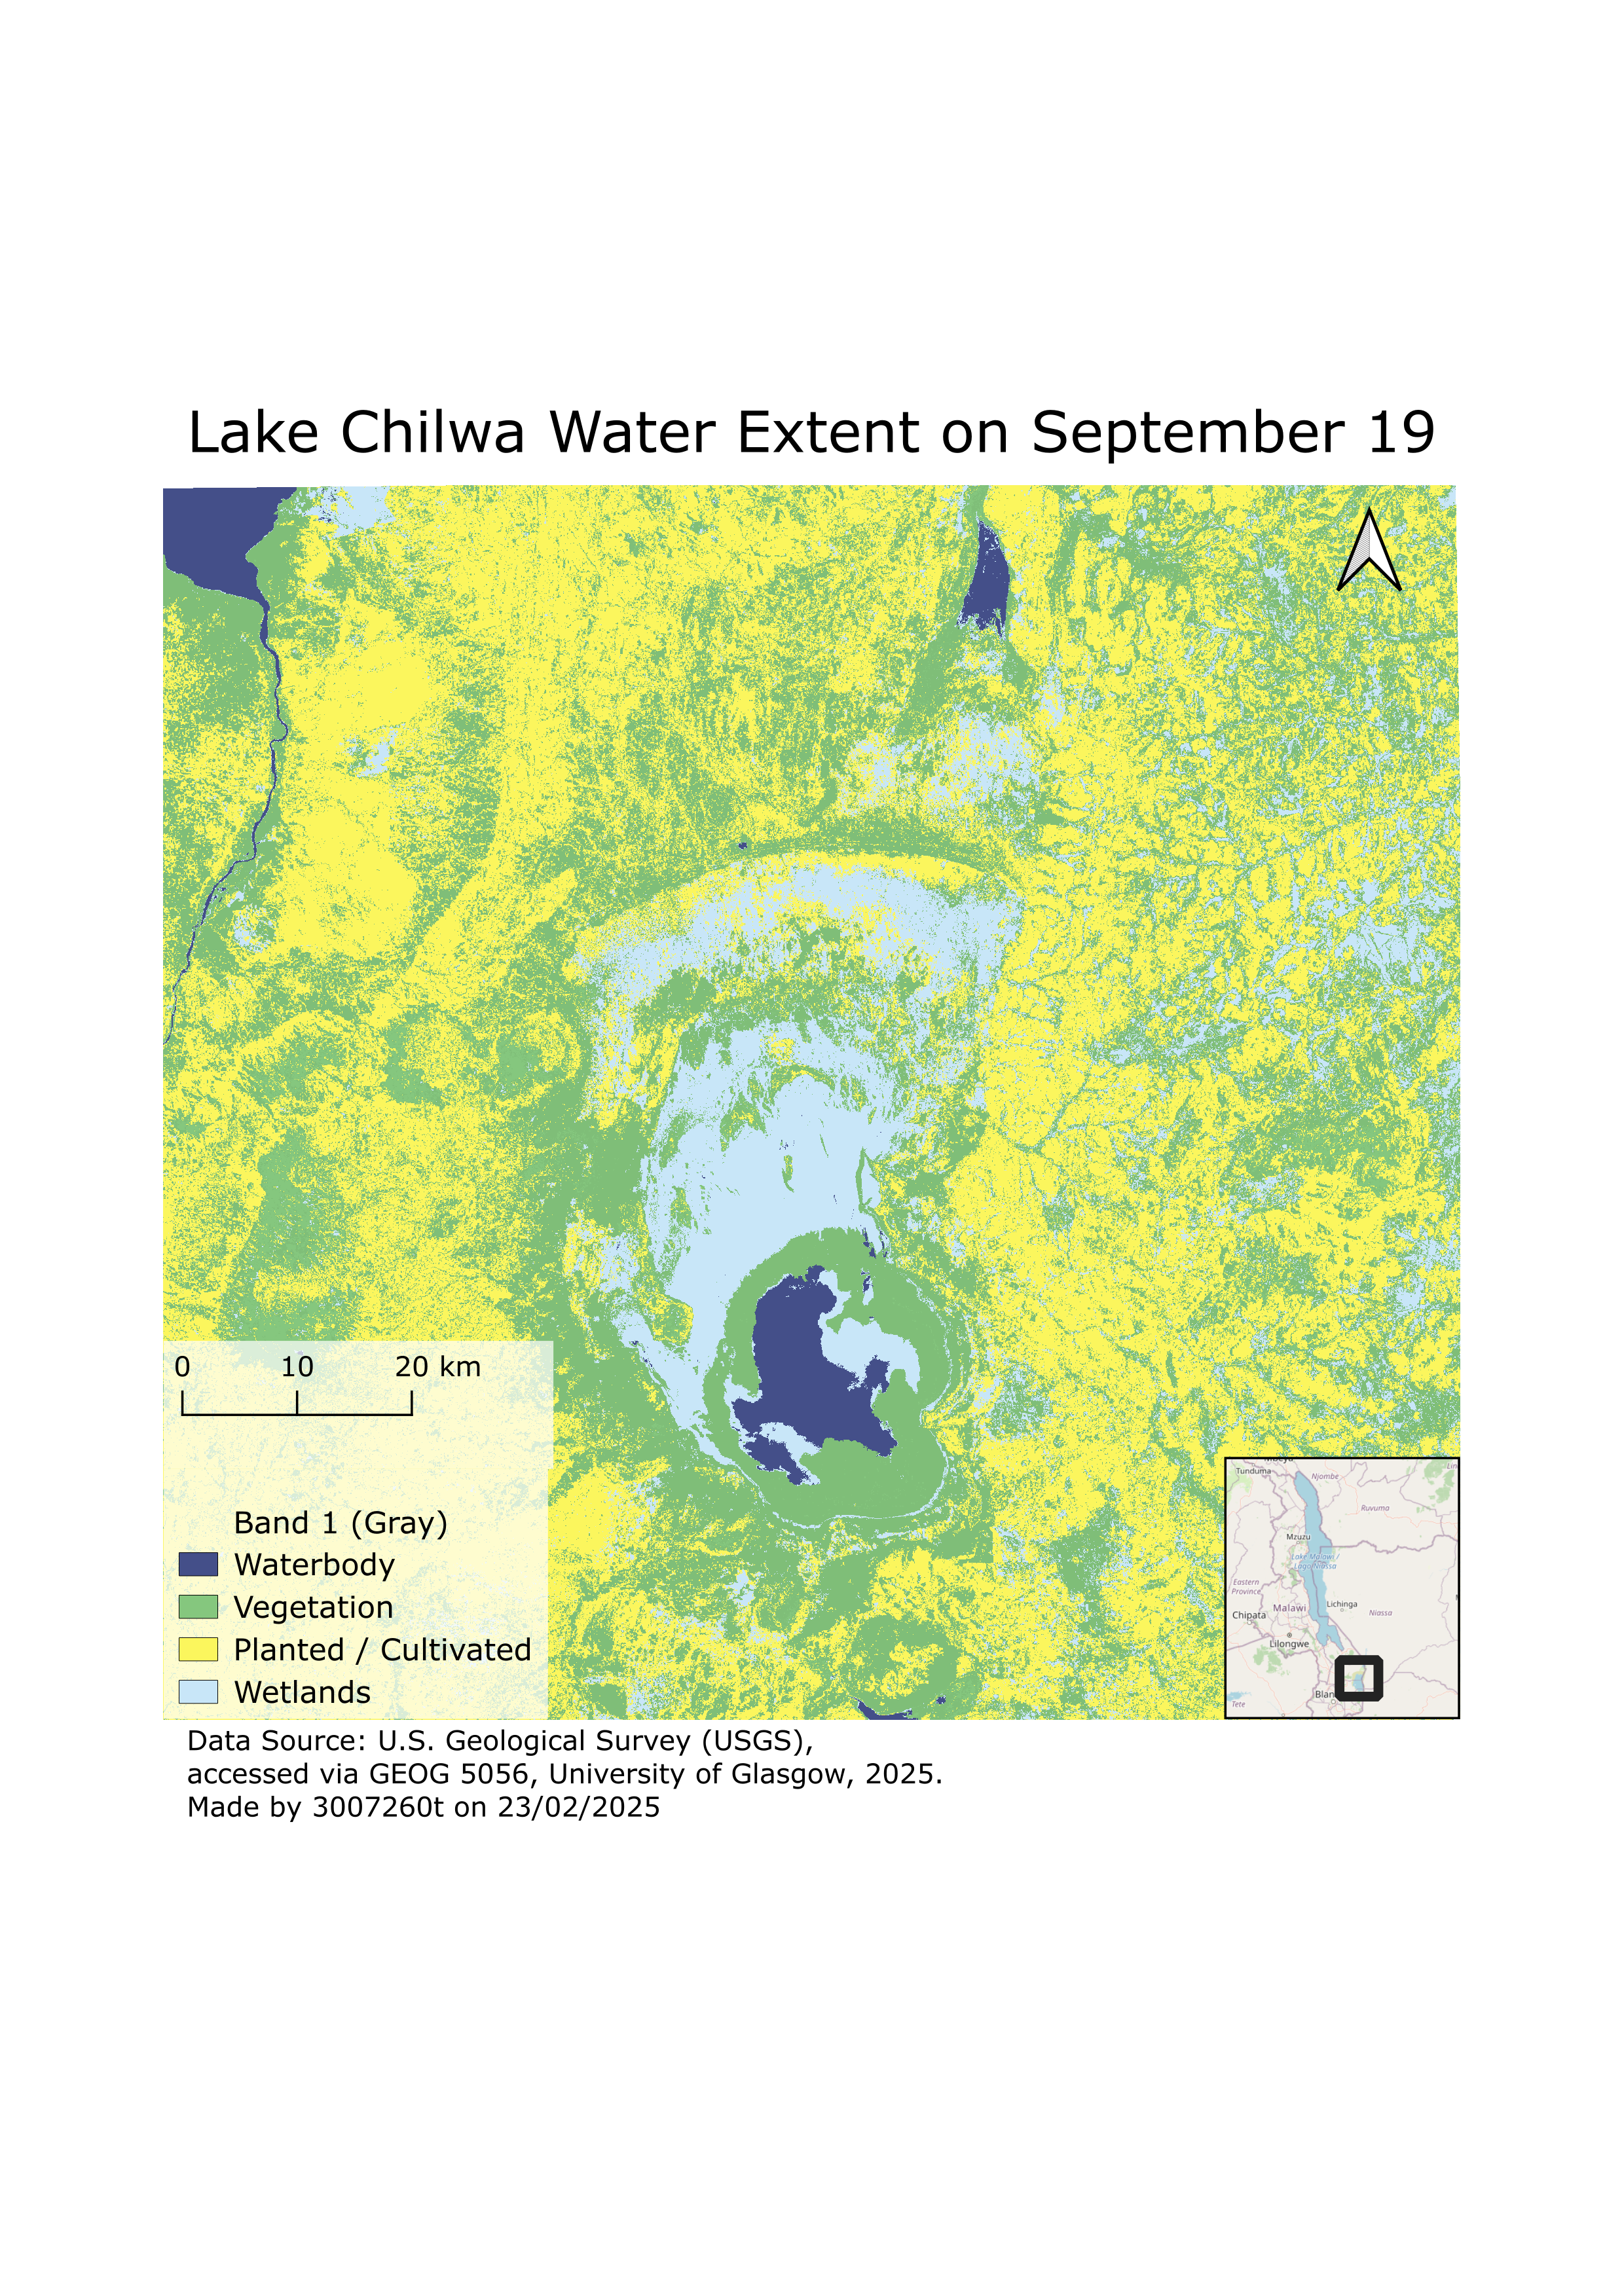 Lake Chilwa Water Extent on September 19
0 10 20 km
Band 1 (Gray)
Waterbody
Vegetation
Planted / Cultivated
Wetlands
Tunduma
Njombe
Ruvuma
Mzuzu
Lake Malawi /
Lago Niassa
Eastern
Province
Lichinga
Chipata
Malawi
Niassa
Lilongwe
Blan
Tete
Data Source: U.S. Geological Survey (USGS),
accessed via GEOG 5056, University of Glasgow, 2025.
Made by 3007260t on 23/02/2025